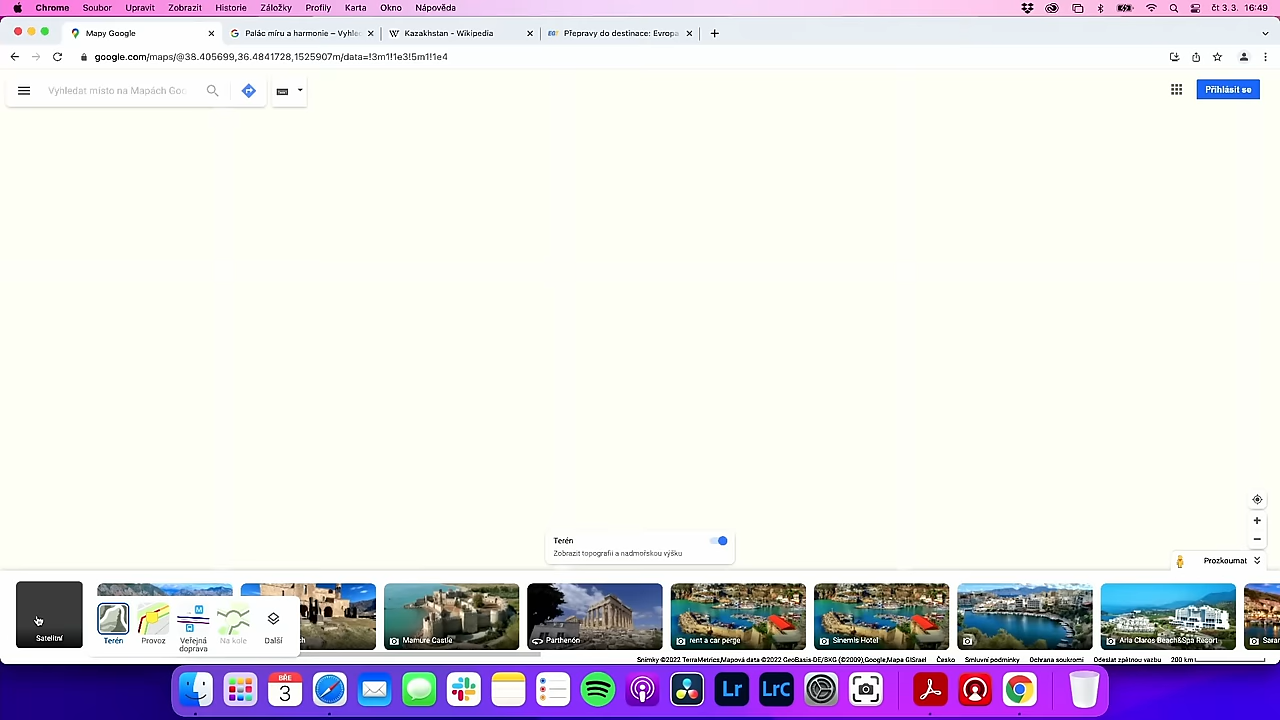 Chrome Soubor Upravit Zobrazit Historie Záložky Profily Karta Okno Nápověda čt 3.3. 16:49
Mapy Google Palác míru a harmonie – Vyhle Kazakhstan - Wikipedia Přepravy do destinace: Evropa
google.com/maps/@38.405699,36.4841728,1525907m/data=!3m1!1e3!5m1!1e4
Vyhledat místo na Mapách Goo Přihlásit se
Terén
Zobrazit topografii a nadmořskou výšku
Prozkoumat
Satelitní
Terén Provoz Veřejná doprava Na kole Další
Mamure Castle Parthenón rent a car perge Sinemis Hotel Aria Claros Beach&Spa Resort
Snímky ©2022 TerraMetrics,Mapová data ©2022 GeoBasis-DE/BKG (©2009),Google,Mapa GISrael Česko Smluvní podmínky Ochrana soukromí Odeslat zpětnou vazbu 200 km
BŘE
3
Lr LrC